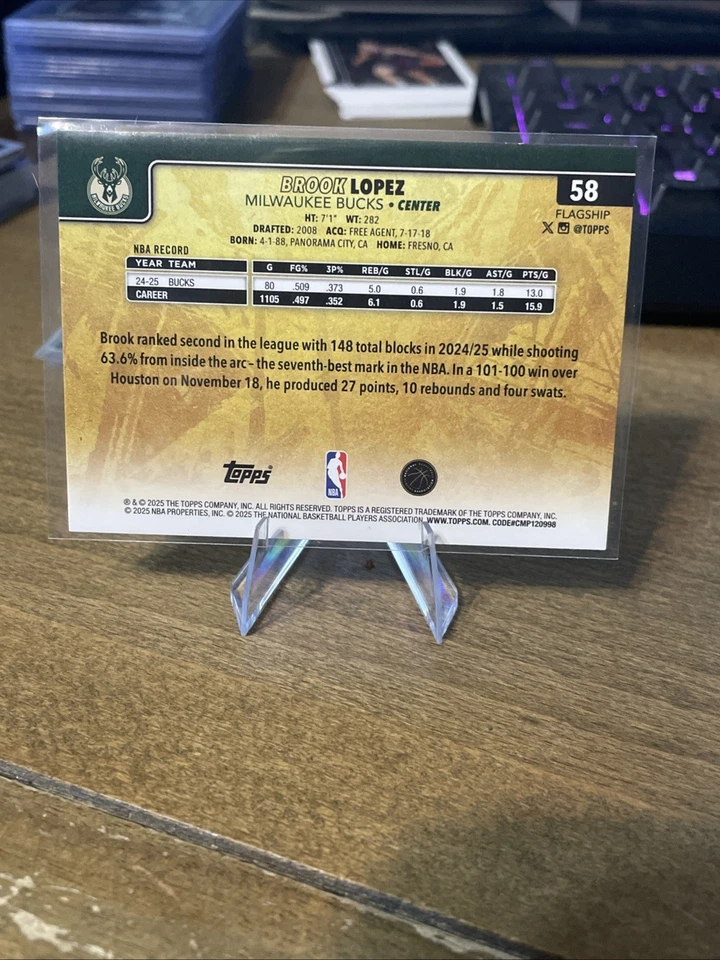 BROOK LOPEZ
58
MILWAUKEE BUCKS • CENTER
FLAGSHIP
HT: 7'1" WT: 282
@TOPPS
DRAFTED: 2008 ACQ: FREE AGENT, 7-17-18
BORN: 4-1-88, PANORAMA CITY, CA HOME: FRESNO, CA
NBA RECORD
YEAR TEAM G FG% 3P% REB/G STL/G BLK/G AST/G PTS/G
24-25 BUCKS 80 .509 .373 5.0 0.6 1.9 1.8 13.0
CAREER 1105 .497 .352 6.1 0.6 1.9 1.5 15.9
Brook ranked second in the league with 148 total blocks in 2024/25 while shooting
63.6% from inside the arc – the seventh-best mark in the NBA. In a 101-100 win over
Houston on November 18, he produced 27 points, 10 rebounds and four swats.
Topps
NBA
® & © 2025 THE TOPPS COMPANY, INC. ALL RIGHTS RESERVED. TOPPS IS A REGISTERED TRADEMARK OF THE TOPPS COMPANY, INC.
© 2025 NBA PROPERTIES, INC. © 2025 THE NATIONAL BASKETBALL PLAYERS ASSOCIATION. WWW.TOPPS.COM. CODE#CMP120998